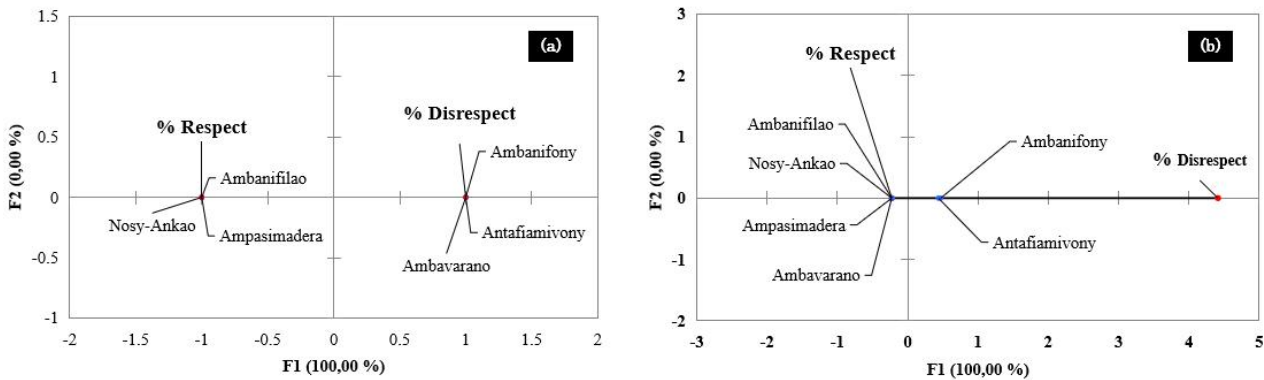 (a)
1.5
1
0.5
0
-0.5
-1
-2
-1.5
-1
-0.5
0
0.5
1
1.5
2
F2 (0,00 %)
F1 (100,00 %)
% Respect
Ambanifilao
Nosy-Ankao
Ampasimadera
% Disrespect
Ambanifony
Antafiamivony
Ambavarano
(b)
3
2
1
0
-1
-2
-3
-2
-1
0
1
2
3
4
5
F2 (0,00 %)
F1 (100,00 %)
% Respect
Ambanifilao
Nosy-Ankao
Ampasimadera
Ambavarano
Ambanifony
Antafiamivony
% Disrespect